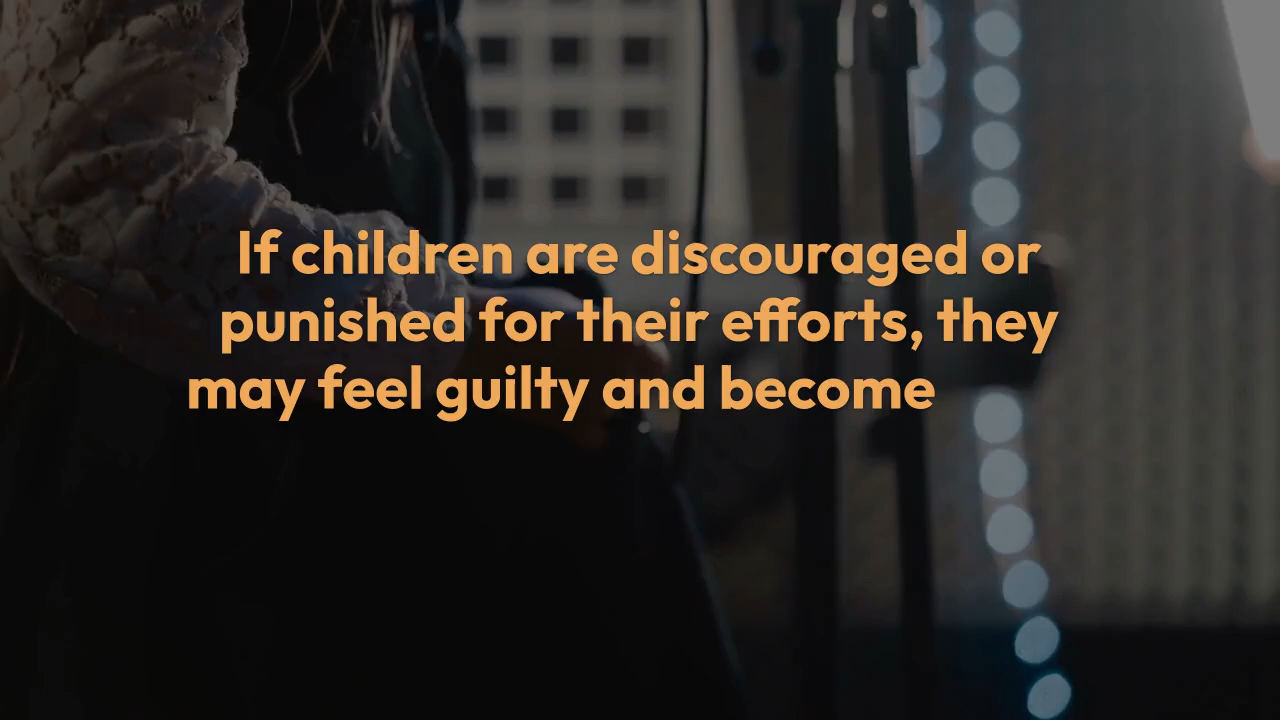 If children are discouraged or
punished for their efforts, they
may feel guilty and become